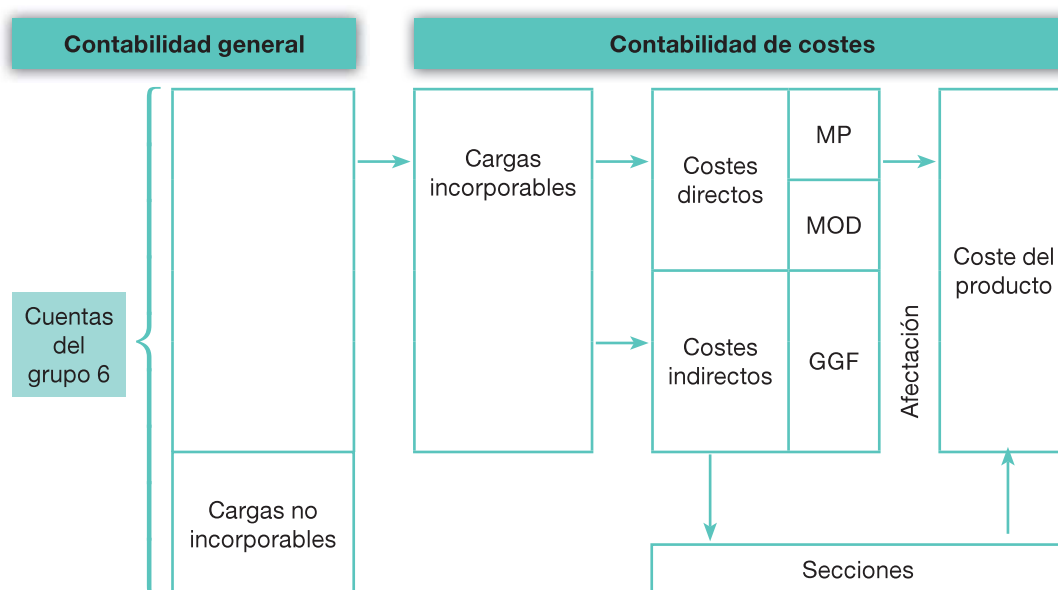 Contabilidad general
Contabilidad de costes
Cuentas
del
grupo 6
Cargas no
incorporables
Cargas
incorporables
Costes
directos
MP
MOD
Costes
indirectos
GGF
Afectación
Coste del
producto
Secciones